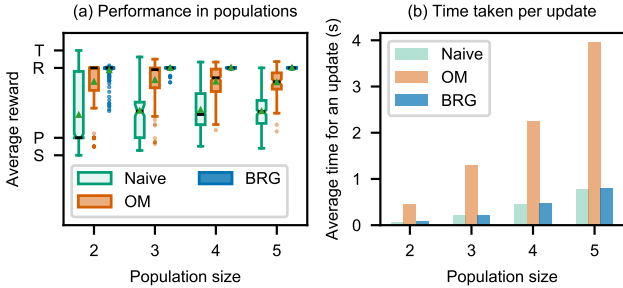 (a) Performance in populations
T
R
P
S
Average reward
Naive
OM
BRG
2 3 4 5
Population size
(b) Time taken per update
4
3
2
1
0
Average time for an update (s)
Naive
OM
BRG
2 3 4 5
Population size